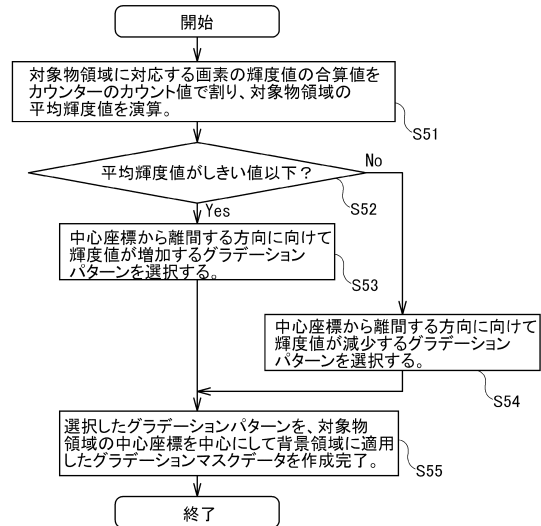 開始
対象物領域に対応する画素の輝度値の合算値を
カウンターのカウント値で割り、対象物領域の
平均輝度値を演算。
S51
平均輝度値がしきい値以下？
No
S52
Yes
中心座標から離間する方向に向けて
輝度値が増加するグラデーション
パターンを選択する。
S53
中心座標から離間する方向に向けて
輝度値が減少するグラデーション
パターンを選択する。
S54
選択したグラデーションパターンを、対象物
領域の中心座標を中心にして背景領域に適用
したグラデーションマスクデータを作成完了。
S55
終了